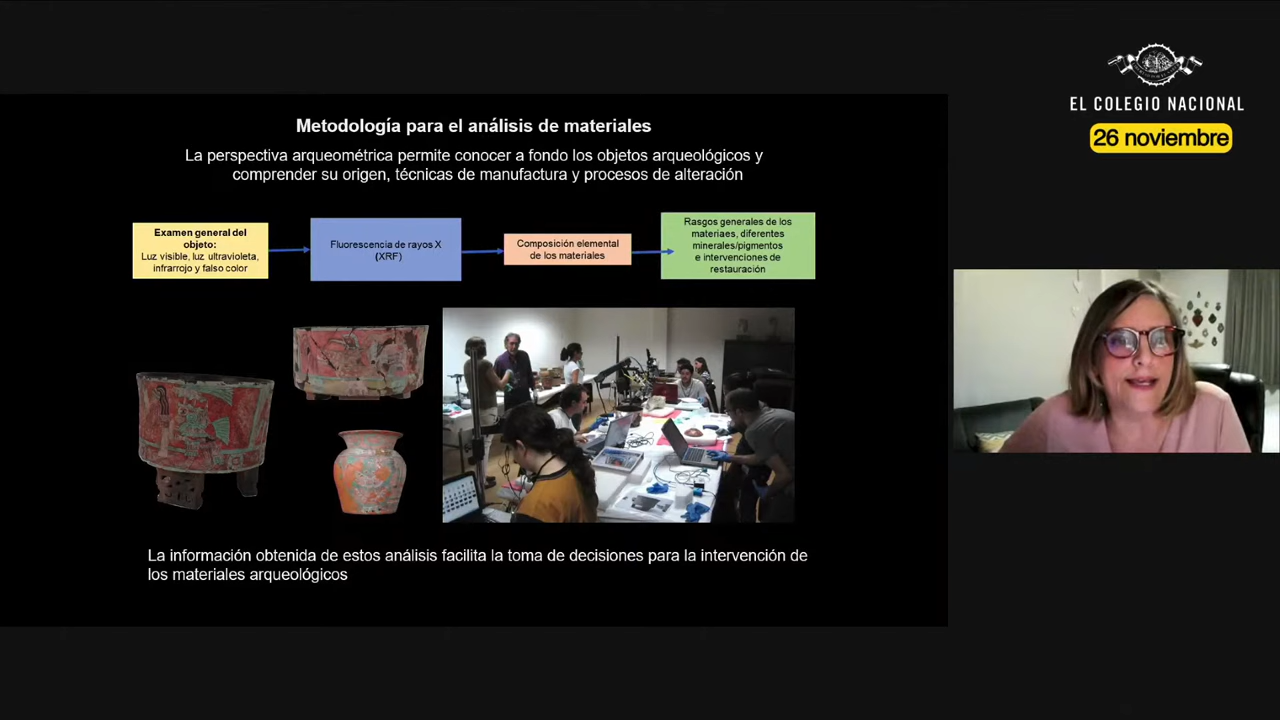 Metodología para el análisis de materiales
La perspectiva arqueométrica permite conocer a fondo los objetos arqueológicos y
comprender su origen, técnicas de manufactura y procesos de alteración
Examen general del
objeto:
Luz visible, luz ultravioleta,
infrarrojo y falso color
Fluorescencia de rayos X
(XRF)
Composición elemental
de los materiales
Rasgos generales de los
materiaes, diferentes
minerales/pigmentos
e intervenciones de
restauración
La información obtenida de estos análisis facilita la toma de decisiones para la intervención de
los materiales arqueológicos
EL COLEGIO NACIONAL
26 noviembre